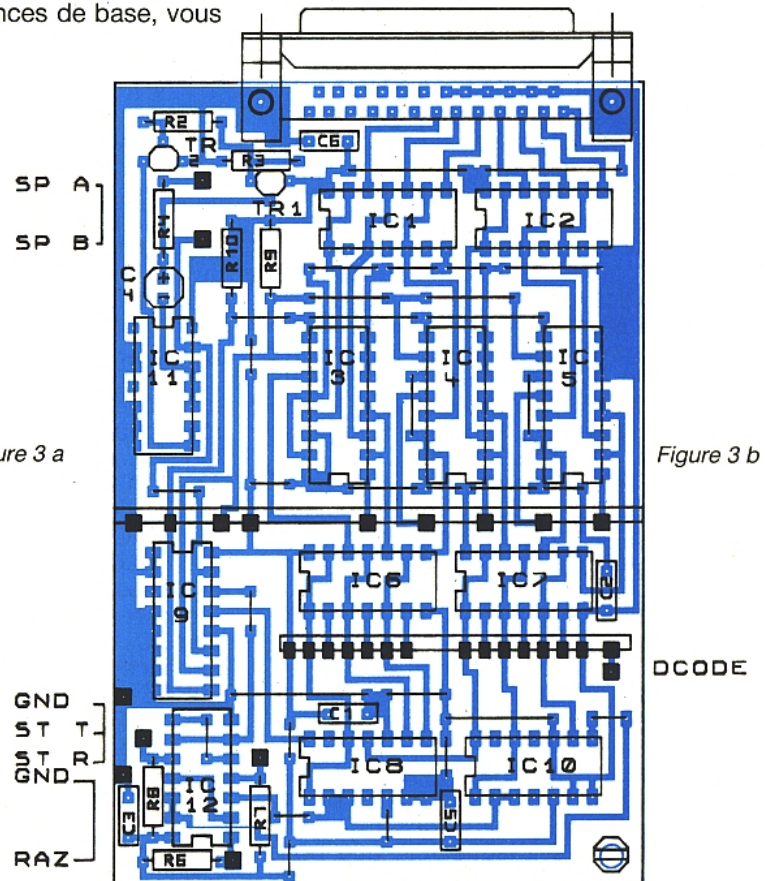 nces de base, vous
R2
TR
2
R3
C6
SP A
R4
TR1
IC1
IC2
SP B
R10
R9
C
4
IC
11
IC
3
IC
4
IC
5
ure 3 a
Figure 3 b
IC6
IC7
C2
IC
9
DCODE
GND
ST T
C1
ST R
IC8
IC10
GND
R8
IC
12
C3
R7
C5
RAZ
R6